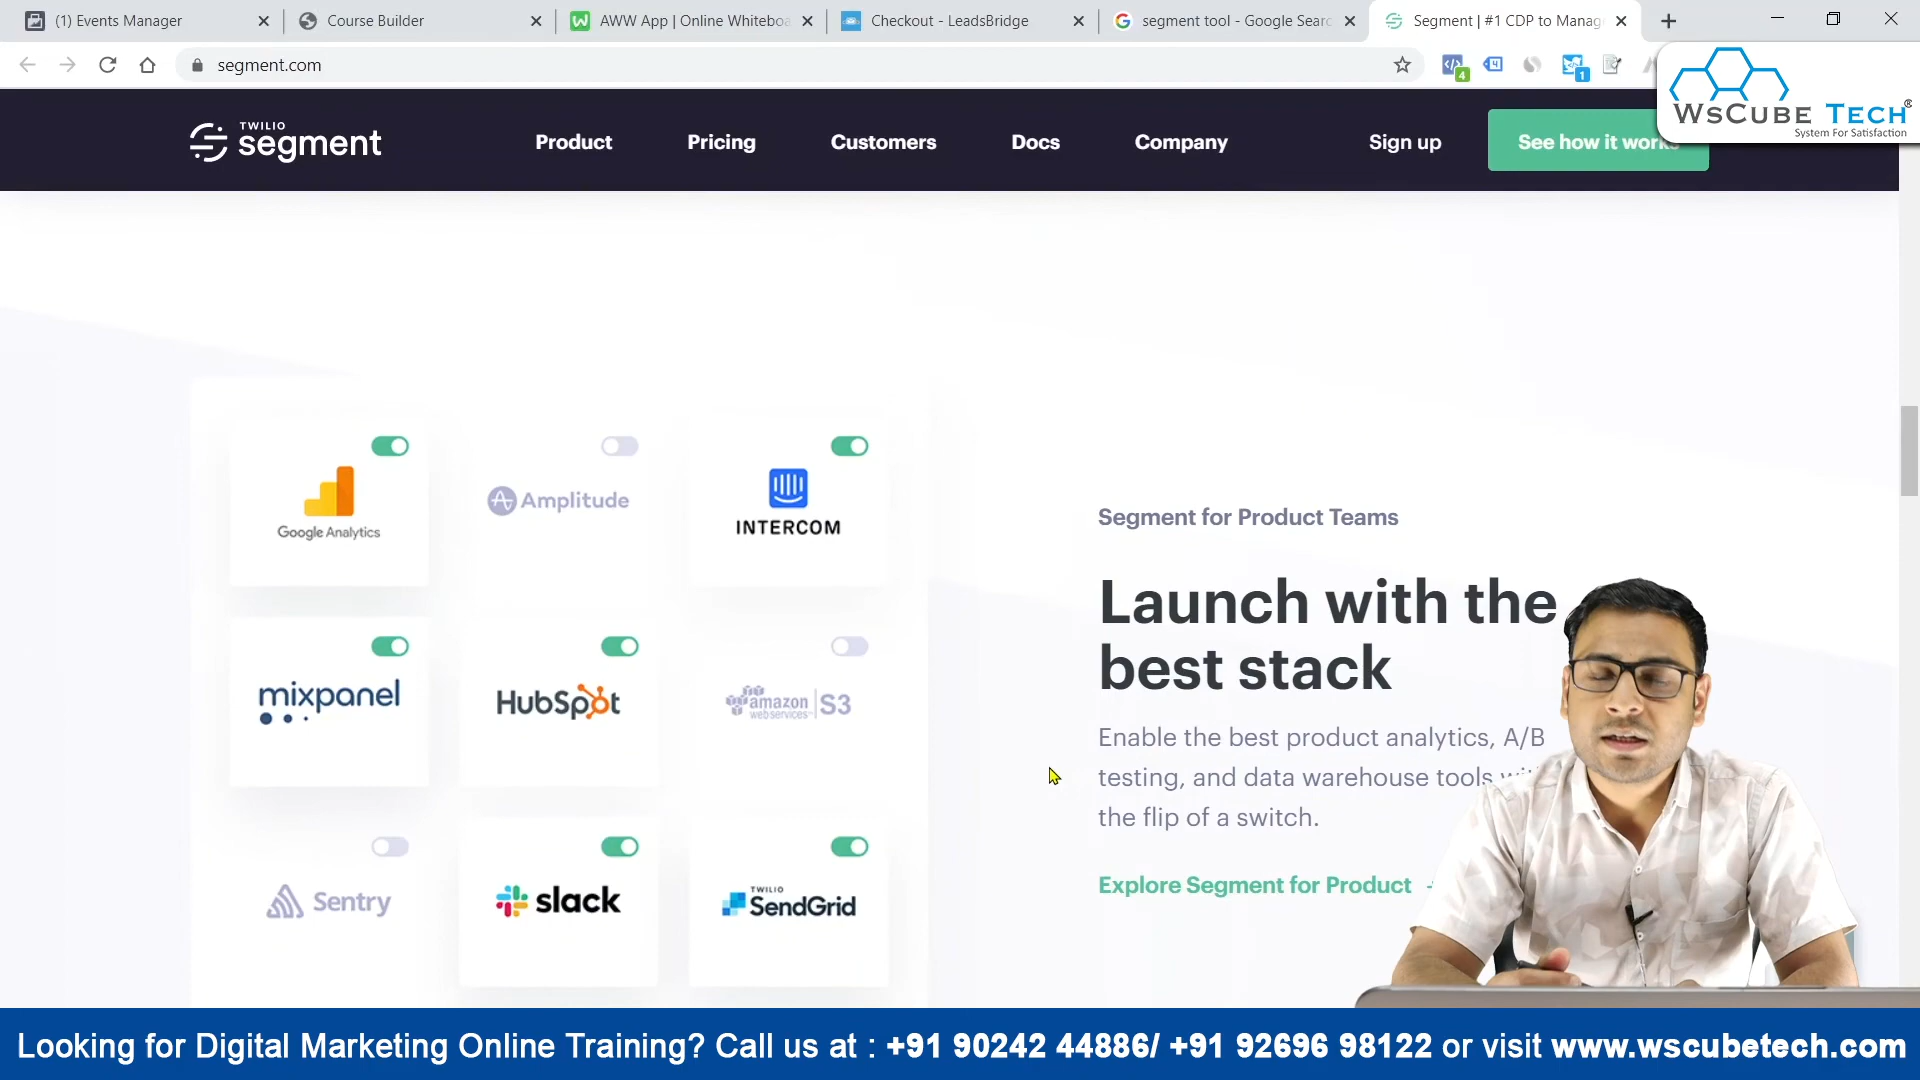 (1) Events Manager
Course Builder
AWW App | Online Whiteboa
Checkout - LeadsBridge
segment tool - Google Searc
Segment | #1 CDP to Manag
segment.com
4
1
WsCube Tech®
System For Satisfaction
TWILIO
segment
Product
Pricing
Customers
Docs
Company
Sign up
See how it works
Google Analytics
Amplitude
INTERCOM
mixpanel
HubSpot
amazon
webservices™
S3
Sentry
slack
TWILIO
SendGrid
Segment for Product Teams
Launch with the
best stack
Enable the best product analytics, A/B
testing, and data warehouse tools
the flip of a switch.
Explore Segment for Product
Looking for Digital Marketing Online Training? Call us at : +91 90242 44886/ +91 92696 98122 or visit www.wscubetech.com